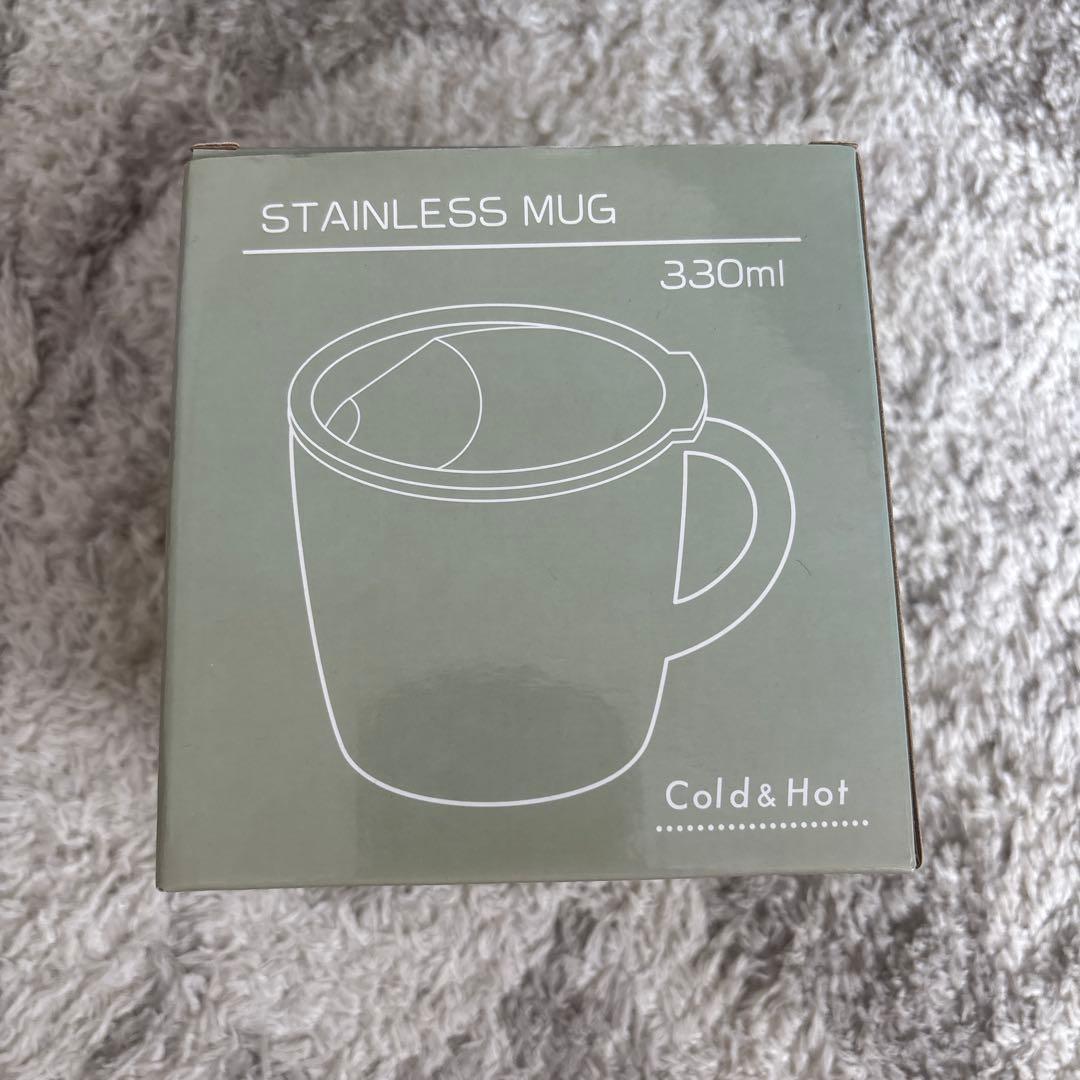 STAINLESS MUG
330ml
Cold & Hot